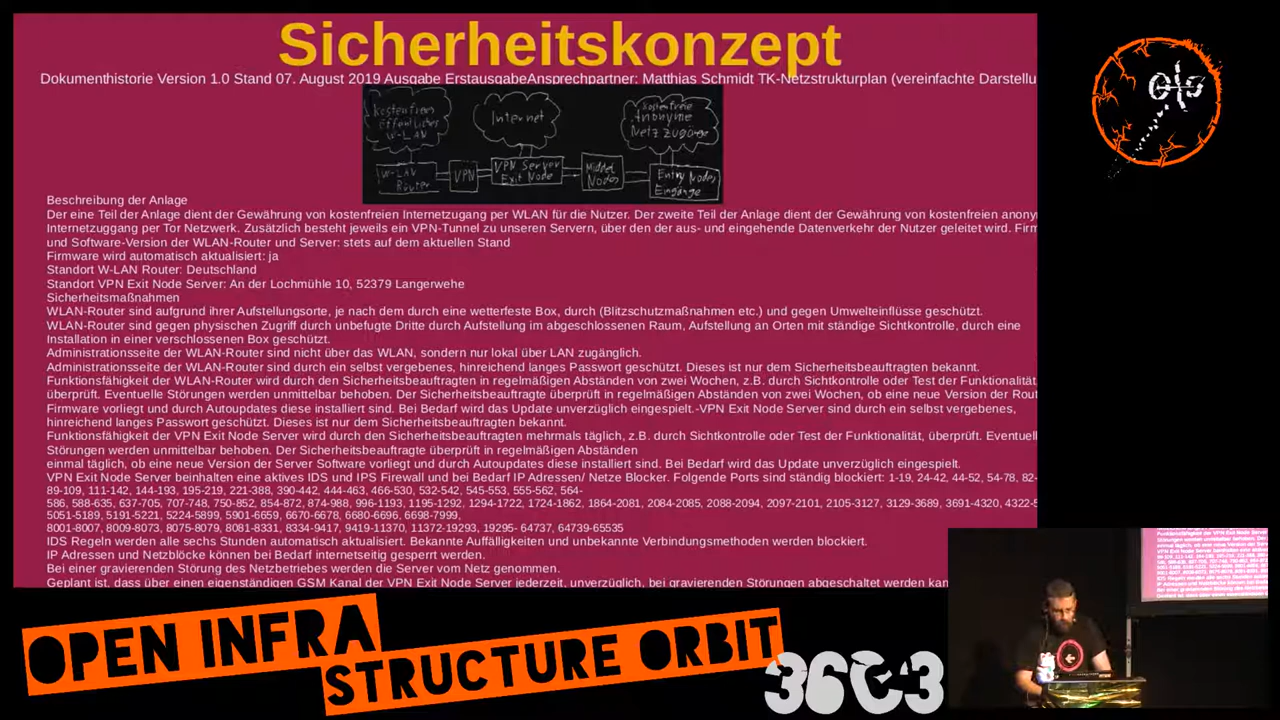 Sicherheitskonzept
Dokumenthistorie Version 1.0 Stand 07. August 2019 Ausgabe ErstausgabeAnsprechpartner: Matthias Schmidt TK-Netzstrukturplan (vereinfachte Darstellu
kostenfreies öffentliches W-LAN
Internet
kostenfreie Anonyme Netz Zugänge
W-LAN Router
VPN
VPN Server Exit Node
Middel Nodes
Entry Nodes Eingänge
Beschreibung der Anlage
Der eine Teil der Anlage dient der Gewährung von kostenfreien Internetzugang per WLAN für die Nutzer. Der zweite Teil der Anlage dient der Gewährung von kostenfreien anony
Internetzuggang per Tor Netzwerk. Zusätzlich besteht jeweils ein VPN-Tunnel zu unseren Servern, über den der aus- und eingehende Datenverkehr der Nutzer geleitet wird. Firm
und Software-Version der WLAN-Router und Server: stets auf dem aktuellen Stand
Firmware wird automatisch aktualisiert: ja
Standort W-LAN Router: Deutschland
Standort VPN Exit Node Server: An der Lochmühle 10, 52379 Langerwehe
Sicherheitsmaßnahmen
WLAN-Router sind aufgrund ihrer Aufstellungsorte, je nach dem durch eine wetterfeste Box, durch (Blitzschutzmaßnahmen etc.) und gegen Umwelteinflüsse geschützt.
WLAN-Router sind gegen physischen Zugriff durch unbefugte Dritte durch Aufstellung im abgeschlossenen Raum, Aufstellung an Orten mit ständige Sichtkontrolle, durch eine
Installation in einer verschlossenen Box geschützt.
Administrationsseite der WLAN-Router sind nicht über das WLAN, sondern nur lokal über LAN zugänglich.
Administrationsseite der WLAN-Router sind durch ein selbst vergebenes, hinreichend langes Passwort geschützt. Dieses ist nur dem Sicherheitsbeauftragten bekannt.
Funktionsfähigkeit der WLAN-Router wird durch den Sicherheitsbeauftragten in regelmäßigen Abständen von zwei Wochen, z.B. durch Sichtkontrolle oder Test der Funktionalität
überprüft. Eventuelle Störungen werden unmittelbar behoben. Der Sicherheitsbeauftragte überprüft in regelmäßigen Abständen von zwei Wochen, ob eine neue Version der Rout
Firmware vorliegt und durch Autoupdates diese installiert sind. Bei Bedarf wird das Update unverzüglich eingespielt.-VPN Exit Node Server sind durch ein selbst vergebenes,
hinreichend langes Passwort geschützt. Dieses ist nur dem Sicherheitsbeauftragten bekannt.
Funktionsfähigkeit der VPN Exit Node Server wird durch den Sicherheitsbeauftragten mehrmals täglich, z.B. durch Sichtkontrolle oder Test der Funktionalität, überprüft. Eventuell
Störungen werden unmittelbar behoben. Der Sicherheitsbeauftragte überprüft in regelmäßigen Abständen
einmal täglich, ob eine neue Version der Server Software vorliegt und durch Autoupdates diese installiert sind. Bei Bedarf wird das Update unverzüglich eingespielt.
VPN Exit Node Server beinhalten eine aktives IDS und IPS Firewall und bei Bedarf IP Adressen/ Netze Blocker. Folgende Ports sind ständig blockiert: 1-19, 24-42, 44-52, 54-78, 82-
89-109, 111-142, 144-193, 195-219, 221-388, 390-442, 444-463, 466-530, 532-542, 545-553, 555-562, 564-
586, 588-635, 637-705, 707-748, 750-852, 854-872, 874-988, 996-1193, 1195-1292, 1294-1722, 1724-1862, 1864-2081, 2084-2085, 2088-2094, 2097-2101, 2105-3127, 3129-3689, 3691-4320, 4322-5
5051-5189, 5191-5221, 5224-5899, 5901-6659, 6670-6678, 6680-6696, 6698-7999,
8001-8007, 8009-8073, 8075-8079, 8081-8331, 8334-9417, 9419-11370, 11372-19293, 19295- 64737, 64739-65535
IDS Regeln werden alle sechs Stunden automatisch aktualisiert. Bekannte Auffälligkeiten und unbekannte Verbindungsmethoden werden blockiert.
IP Adressen und Netzblöcke können bei Bedarf internetseitig gesperrt werden.
Bei einer gravierenden Störung des Netzbetriebes werden die Server vom Netz genommen.
Geplant ist, dass über einen eigenständigen GSM Kanal der VPN Exit Nodes Server jederzeit, unverzüglich, bei gravierenden Störungen abgeschaltet werden kan
OPEN INFRA
STRUCTURE ORBIT
36C3